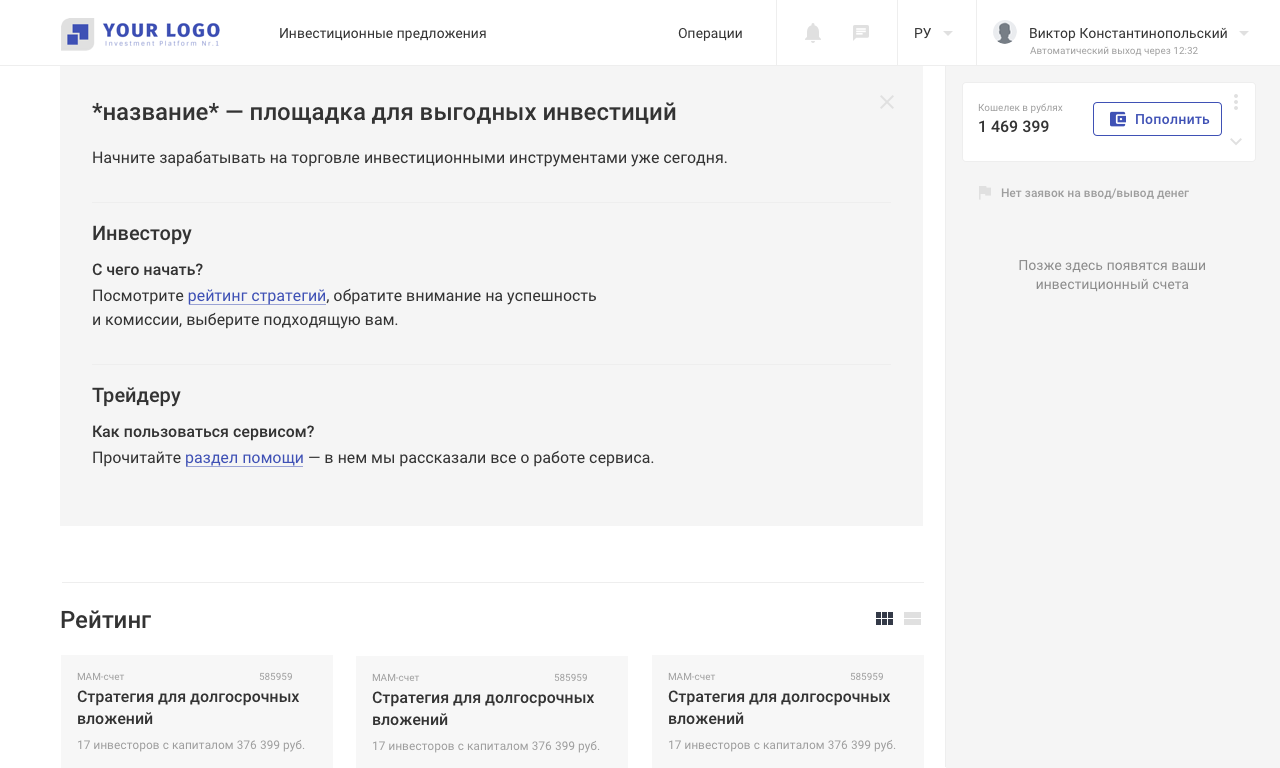 YOUR LOGO
Investment Platform Nr.1
Инвестиционные предложения
Операции
РУ
Виктор Константинопольский
Автоматический выход через 12:32
*название* — площадка для выгодных инвестиций
Начните зарабатывать на торговле инвестиционными инструментами уже сегодня.
Инвестору
С чего начать?
Посмотрите рейтинг стратегий, обратите внимание на успешность
и комиссии, выберите подходящую вам.
Трейдеру
Как пользоваться сервисом?
Прочитайте раздел помощи — в нем мы рассказали все о работе сервиса.
Кошелек в рублях
1 469 399
Пополнить
Нет заявок на ввод/вывод денег
Позже здесь появятся ваши
инвестиционный счета
Рейтинг
МАМ-счет 585959
Стратегия для долгосрочных
вложений
17 инвесторов с капиталом 376 399 руб.
МАМ-счет 585959
Стратегия для долгосрочных
вложений
17 инвесторов с капиталом 376 399 руб.
МАМ-счет 585959
Стратегия для долгосрочных
вложений
17 инвесторов с капиталом 376 399 руб.